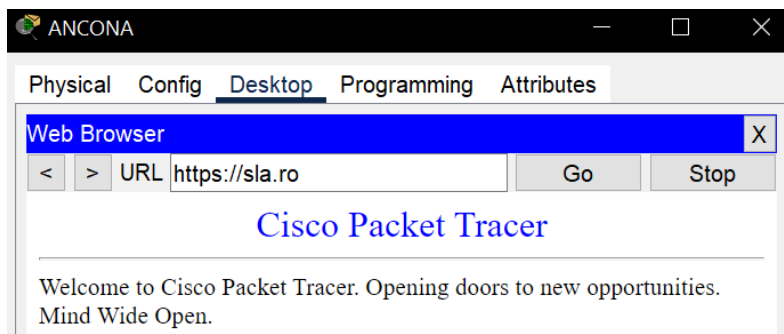 ANCONA
Physical Config Desktop Programming Attributes
Web Browser X
< > URL https://sla.ro Go Stop
Cisco Packet Tracer
Welcome to Cisco Packet Tracer. Opening doors to new opportunities.
Mind Wide Open.